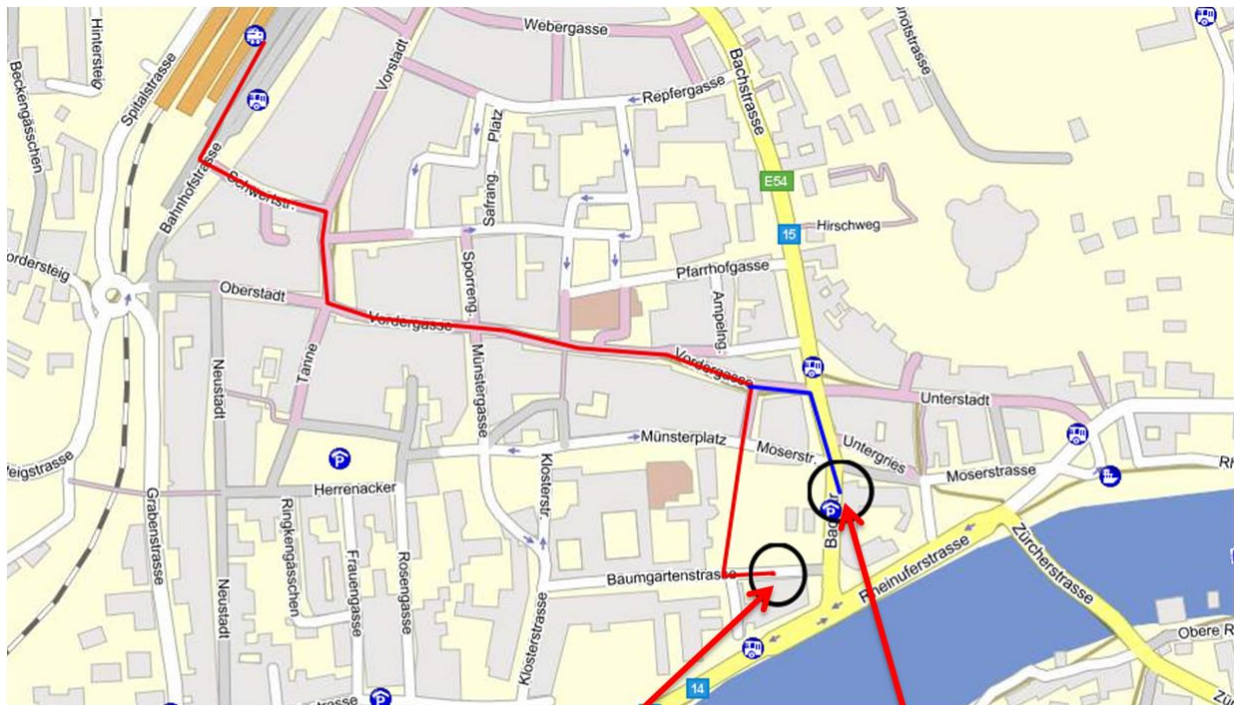 Hintersteig
Beckengässchen
Spitalstrasse
Vorstadt
Webergasse
Bachstrasse
Repfergasse
Platz
Safrang.
E54
15
Hirschweg
Bahnhofstrasse
Schwertstr.
Pfarrhofgasse
Ampelng.
Sporreng.
Oberstadt
Vordergasse
Vordergasse
Tanne
Neustadt
Münstergasse
Unterstadt
Münsterplatz
Moserstr.
Untergries
Moserstrasse
Klosterstr.
Herrenacker
P
P
Grabenstrasse
Ringkengässchen
Frauengasse
Rosengasse
Baumgartenstrasse
Rheinuferstrasse
Zürcherstrasse
Neustadt
Klosterstrasse
Obere R
14
P